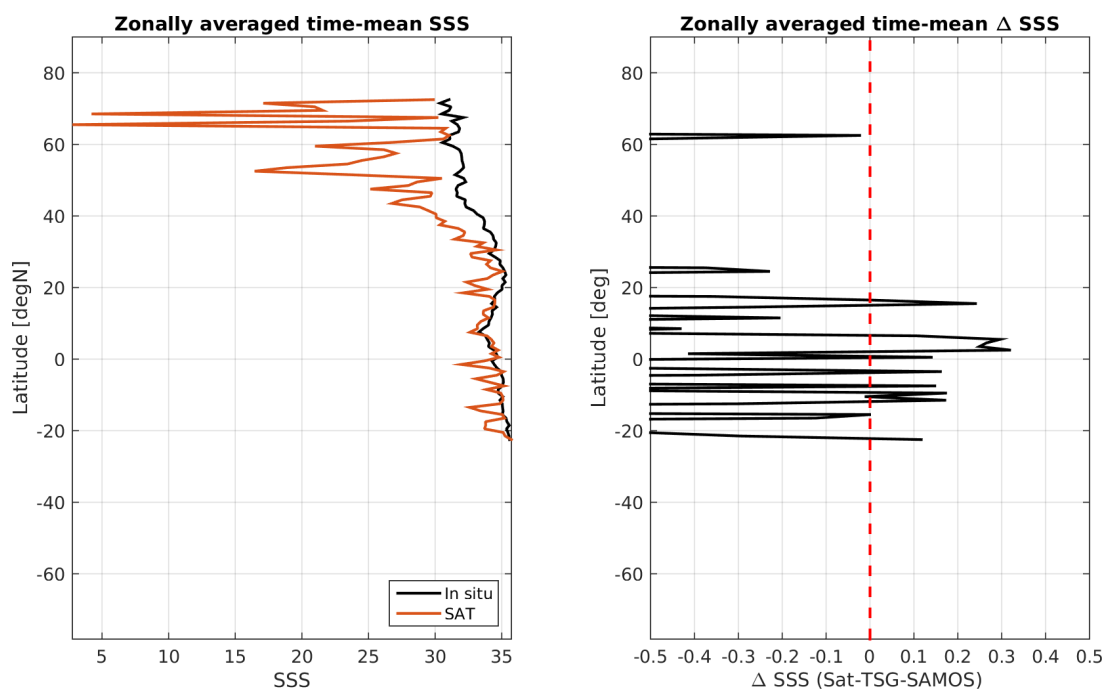 Zonally averaged time-mean SSS
80
60
40
20
0
-20
-40
-60
Latitude [degN]
5 10 15 20 25 30 35
SSS
In situ
SAT
Zonally averaged time-mean Δ SSS
80
60
40
20
0
-20
-40
-60
Latitude [deg]
-0.5 -0.4 -0.3 -0.2 -0.1 0 0.1 0.2 0.3 0.4 0.5
Δ SSS (Sat-TSG-SAMOS)